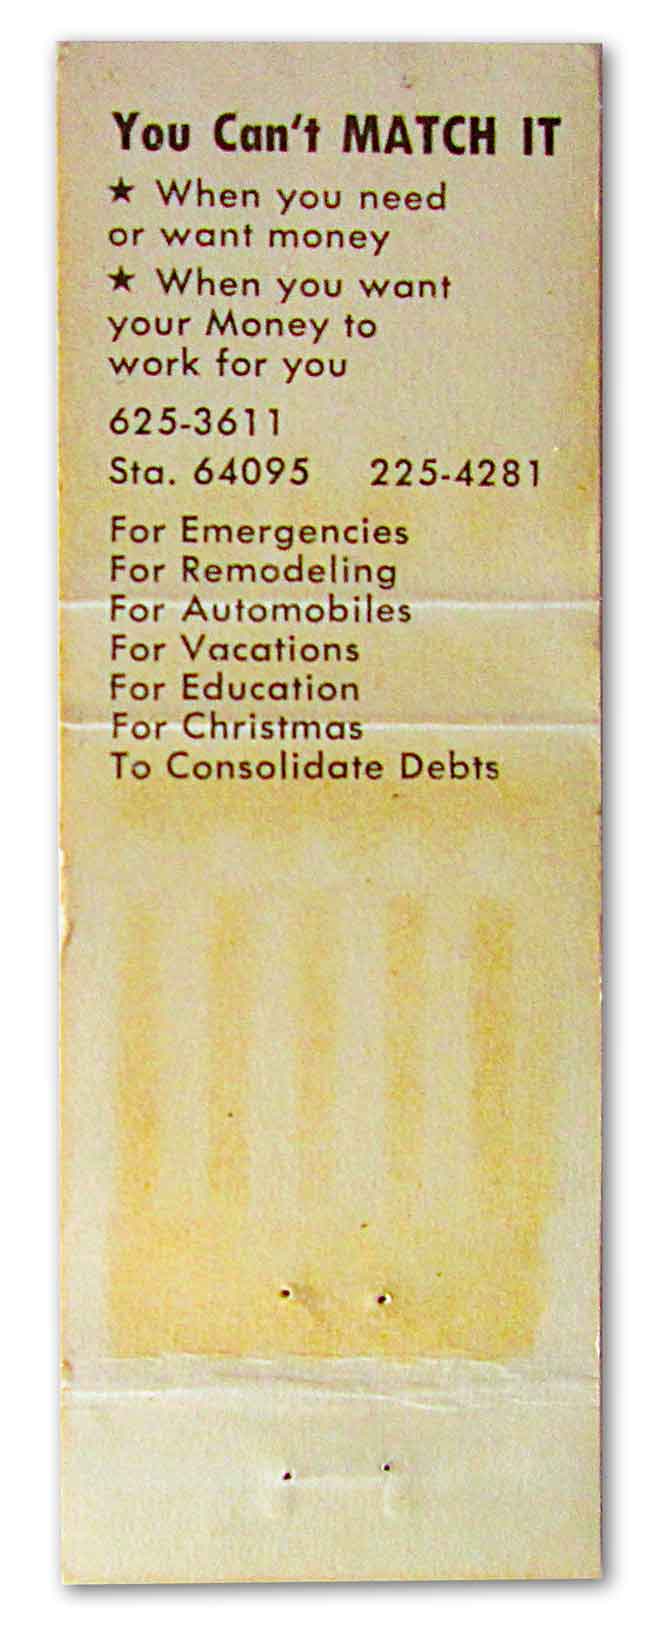 You Can't MATCH IT
★ When you need
or want money
★ When you want
your Money to
work for you
625-3611
Sta. 64095 225-4281
For Emergencies
For Remodeling
For Automobiles
For Vacations
For Education
For Christmas
To Consolidate Debts